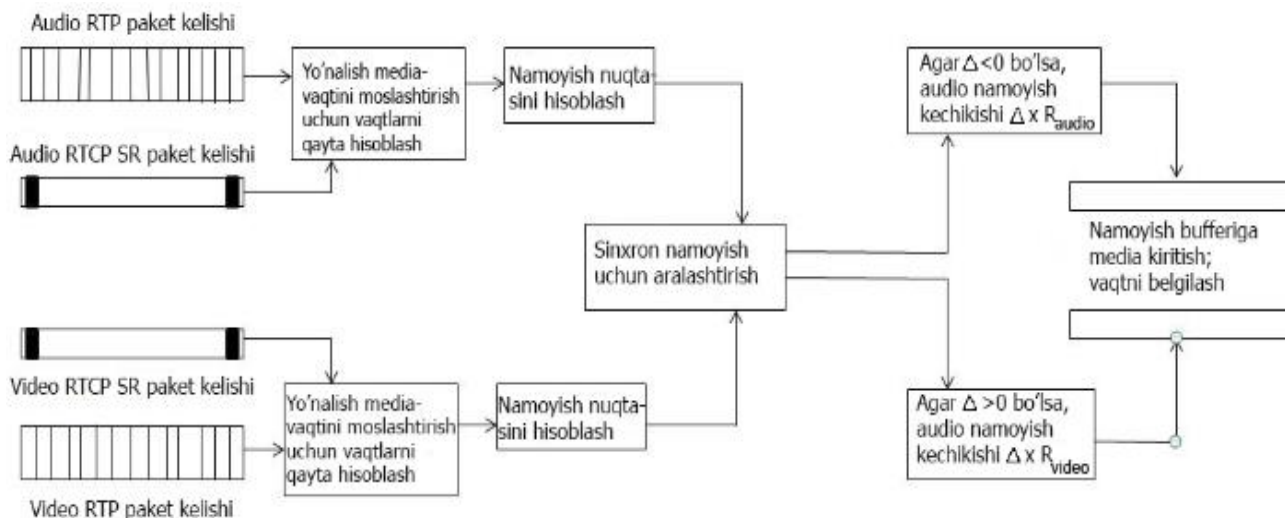 Audio RTP paket kelishi
Yo'nalish media-
vaqtini moslashtirish
uchun vaqtlarni
qayta hisoblash
Namoyish nuqta-
sini hisoblash
Agar Δ<0 bo'lsa,
audio namoyish
kechikishi Δ x Raudio
Audio RTCP SR paket kelishi
Sinxron namoyish
uchun aralashtirish
Namoyish bufferiga
media kiritish;
vaqtni belgilash
Video RTCP SR paket kelishi
Yo'nalish media-
vaqtini moslashtirish
uchun vaqtlarni
qayta hisoblash
Namoyish nuqta-
sini hisoblash
Agar Δ >0 bo'lsa,
audio namoyish
kechikishi Δ x Rvideo
Video RTP paket kelishi